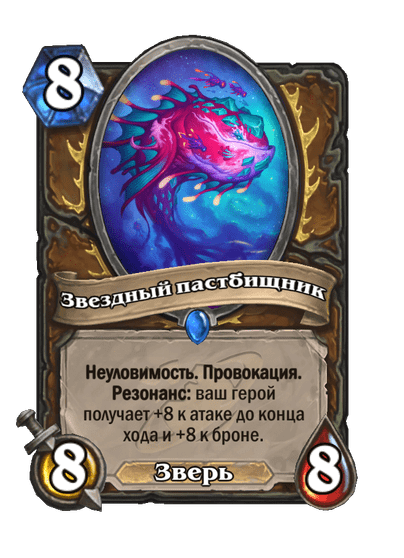 8
Звездный пастбищник
Неуловимость. Провокация.
Резонанс: ваш герой
получает +8 к атаке до конца
хода и +8 к броне.
8 Зверь 8